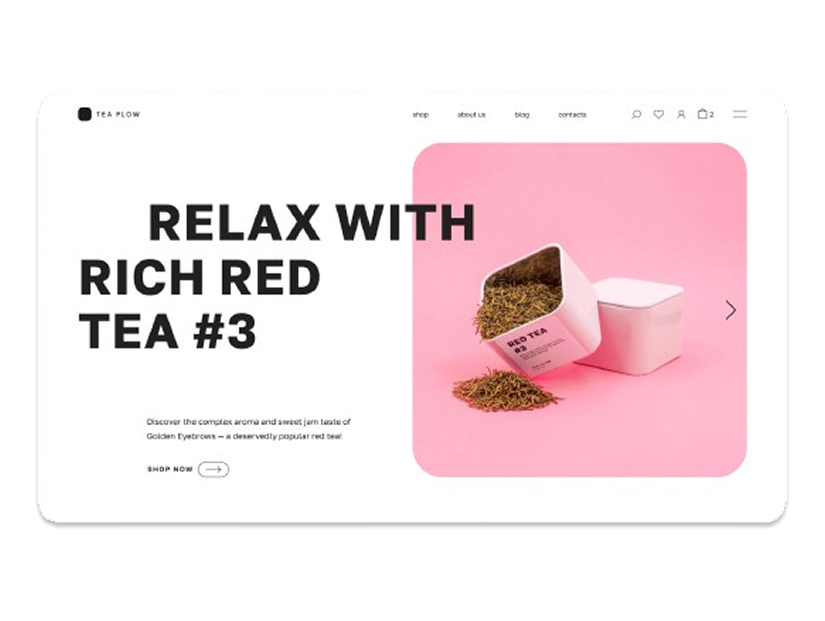 TEA FLOW
shop about us blog contacts
2
RELAX WITH
RICH RED
TEA #3
RED TEA
#3
Discover the complex aroma and sweet jam taste of
Golden Eyebrows — a deservedly popular red tea!
SHOP NOW